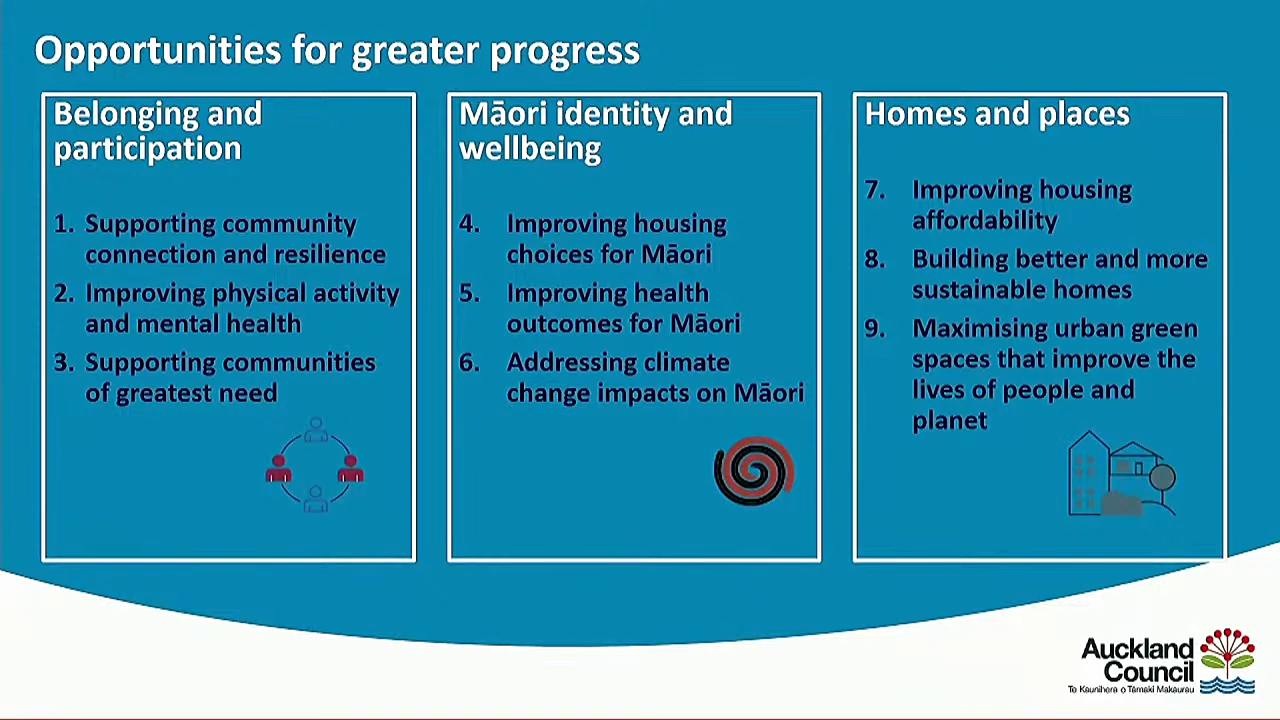 Opportunities for greater progress
Belonging and
participation
1. Supporting community
connection and resilience
2. Improving physical activity
and mental health
3. Supporting communities
of greatest need
Māori identity and
wellbeing
4. Improving housing
choices for Māori
5. Improving health
outcomes for Māori
6. Addressing climate
change impacts on Māori
Homes and places
7. Improving housing
affordability
8. Building better and more
sustainable homes
9. Maximising urban green
spaces that improve the
lives of people and
planet
Auckland
Council
Te Kaunihera o Tāmaki Makaurau